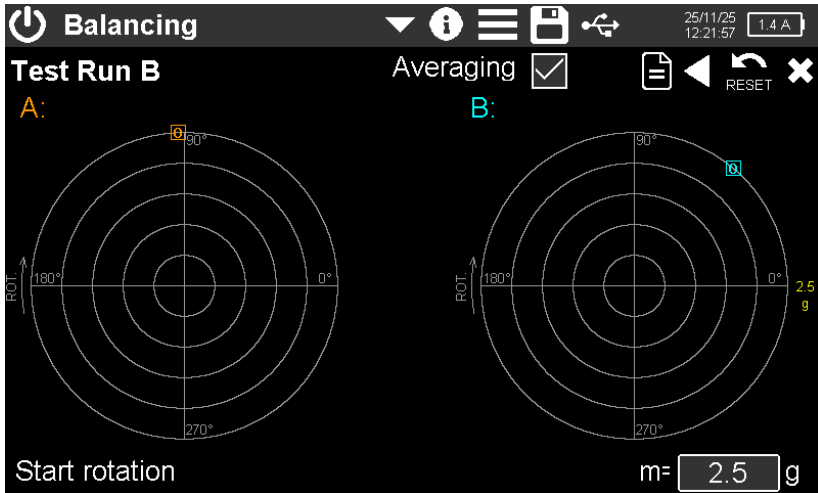 Balancing
25/11/25
12:21:57
1.4 A
Test Run B
Averaging
RESET
A:
B:
0
90°
180°
0°
270°
ROT.
0
90°
180°
0°
270°
ROT.
2.5
g
Start rotation
m= 2.5 g